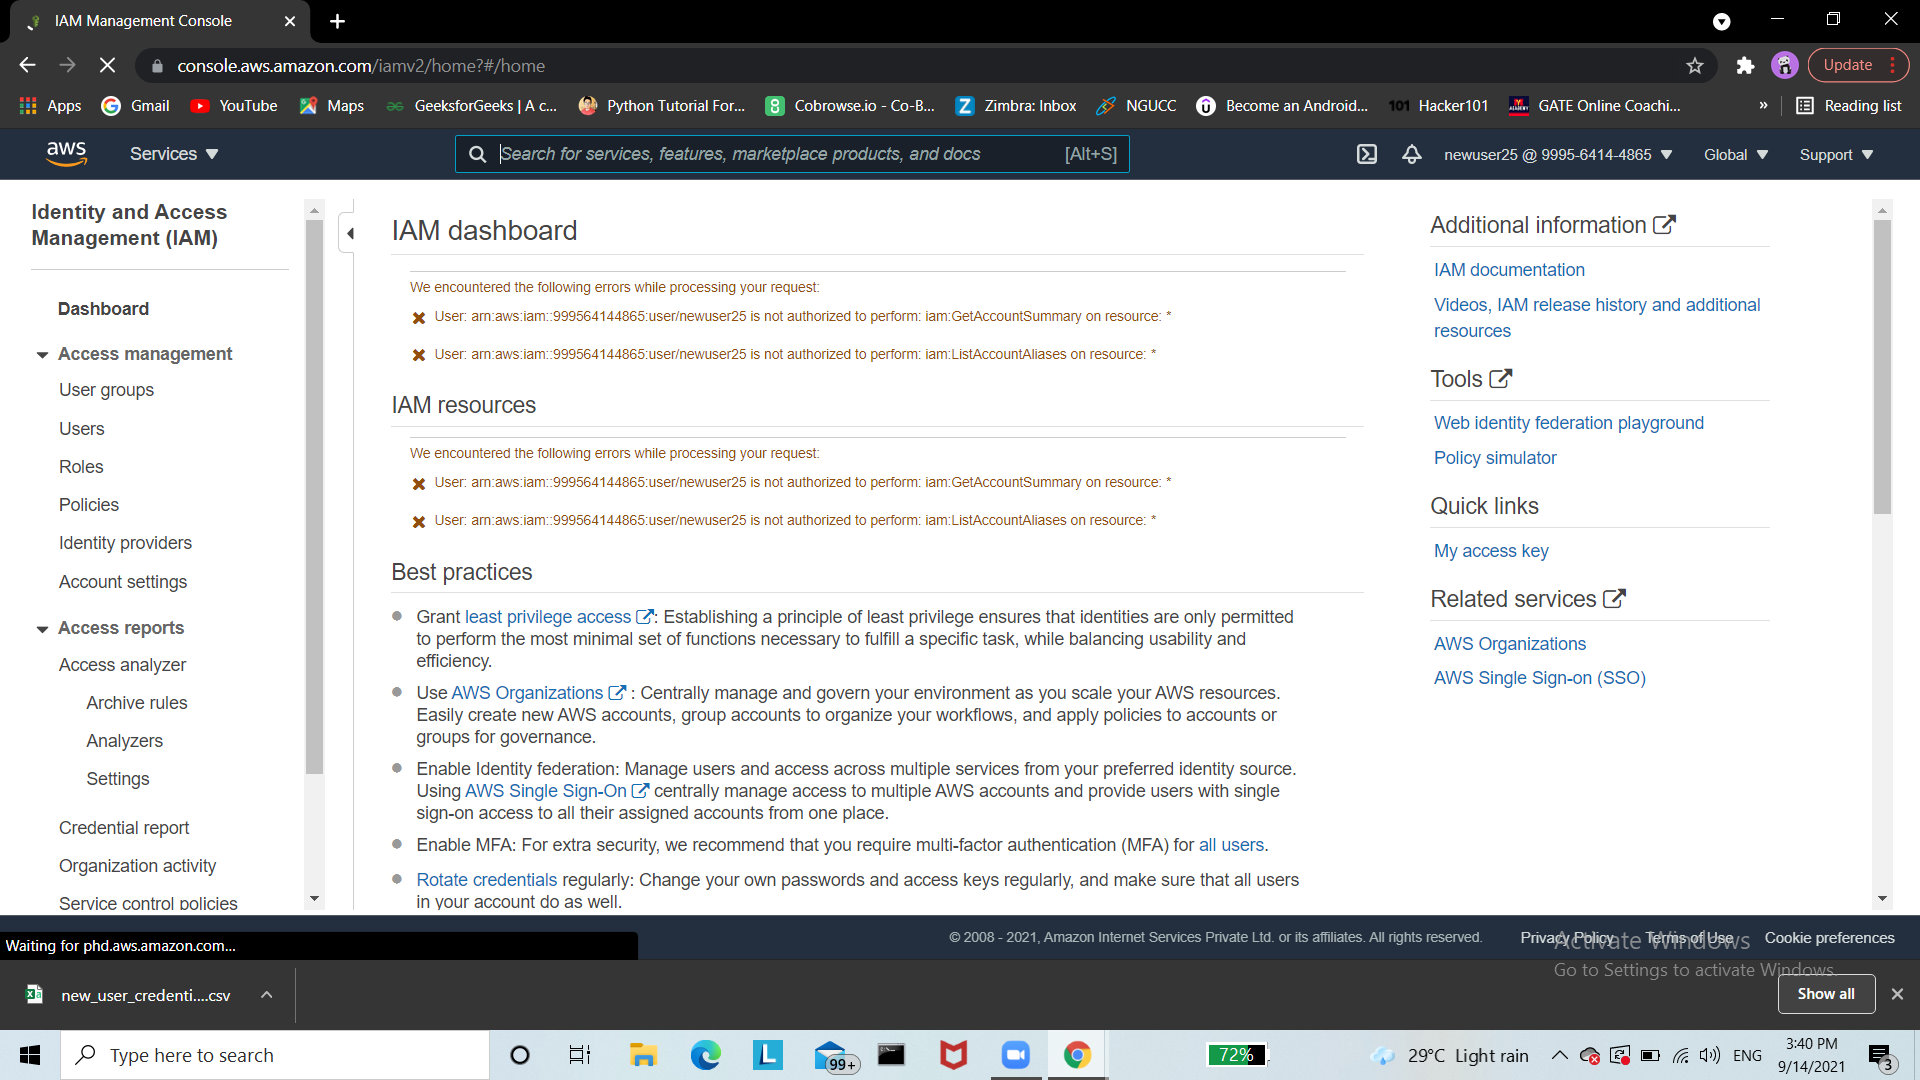 IAM Management Console
console.aws.amazon.com/iamv2/home?#/home
Update
Apps
Gmail
YouTube
Maps
GeeksforGeeks | A c...
Python Tutorial For...
Cobrowse.io - Co-B...
Zimbra: Inbox
NGUCC
Become an Android...
101 Hacker101
GATE Online Coachi...
»
Reading list
aws
Services
Search for services, features, marketplace products, and docs
[Alt+S]
newuser25 @ 9995-6414-4865
Global
Support
Identity and Access
Management (IAM)
Dashboard
Access management
User groups
Users
Roles
Policies
Identity providers
Account settings
Access reports
Access analyzer
Archive rules
Analyzers
Settings
Credential report
Organization activity
Service control policies
IAM dashboard
We encountered the following errors while processing your request:
User: arn:aws:iam::999564144865:user/newuser25 is not authorized to perform: iam:GetAccountSummary on resource: *
User: arn:aws:iam::999564144865:user/newuser25 is not authorized to perform: iam:ListAccountAliases on resource: *
IAM resources
We encountered the following errors while processing your request:
User: arn:aws:iam::999564144865:user/newuser25 is not authorized to perform: iam:GetAccountSummary on resource: *
User: arn:aws:iam::999564144865:user/newuser25 is not authorized to perform: iam:ListAccountAliases on resource: *
Best practices
Grant least privilege access : Establishing a principle of least privilege ensures that identities are only permitted
to perform the most minimal set of functions necessary to fulfill a specific task, while balancing usability and
efficiency.
Use AWS Organizations : Centrally manage and govern your environment as you scale your AWS resources.
Easily create new AWS accounts, group accounts to organize your workflows, and apply policies to accounts or
groups for governance.
Enable Identity federation: Manage users and access across multiple services from your preferred identity source.
Using AWS Single Sign-On centrally manage access to multiple AWS accounts and provide users with single
sign-on access to all their assigned accounts from one place.
Enable MFA: For extra security, we recommend that you require multi-factor authentication (MFA) for all users.
Rotate credentials regularly: Change your own passwords and access keys regularly, and make sure that all users
in your account do as well.
Additional information
IAM documentation
Videos, IAM release history and additional
resources
Tools
Web identity federation playground
Policy simulator
Quick links
My access key
Related services
AWS Organizations
AWS Single Sign-on (SSO)
Waiting for phd.aws.amazon.com...
© 2008 - 2021, Amazon Internet Services Private Ltd. or its affiliates. All rights reserved.
Privacy Policy
Terms of Use
Cookie preferences
Activate Windows
Go to Settings to activate Windows.
new_user_credenti....csv
Show all
Type here to search
L
99+
72%
29°C Light rain
ENG
3:40 PM
9/14/2021
3